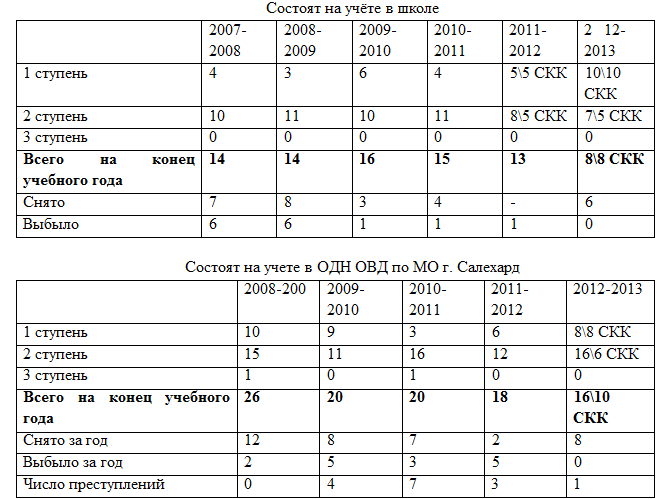 Состоят на учёте в школе
2007-2008 2008-2009 2009-2010 2010-2011 2011-2012 2 12-2013
1 ступень 4 3 6 4 5\5 СКК 10\10 СКК
2 ступень 10 11 10 11 8\5 СКК 7\5 СКК
3 ступень 0 0 0 0 0 0
Всего на конец учебного года 14 14 16 15 13 8\8 СКК
Снято 7 8 3 4 - 6
Выбыло 6 6 1 1 1 0
Состоят на учете в ОДН ОВД по МО г. Салехард
2008-200 2009-2010 2010-2011 2011-2012 2012-2013
1 ступень 10 9 3 6 8\8 СКК
2 ступень 15 11 16 12 16\6 СКК
3 ступень 1 0 1 0 0
Всего на конец учебного года 26 20 20 18 16\10 СКК
Снято за год 12 8 7 2 8
Выбыло за год 2 5 3 5 0
Число преступлений 0 4 7 3 1